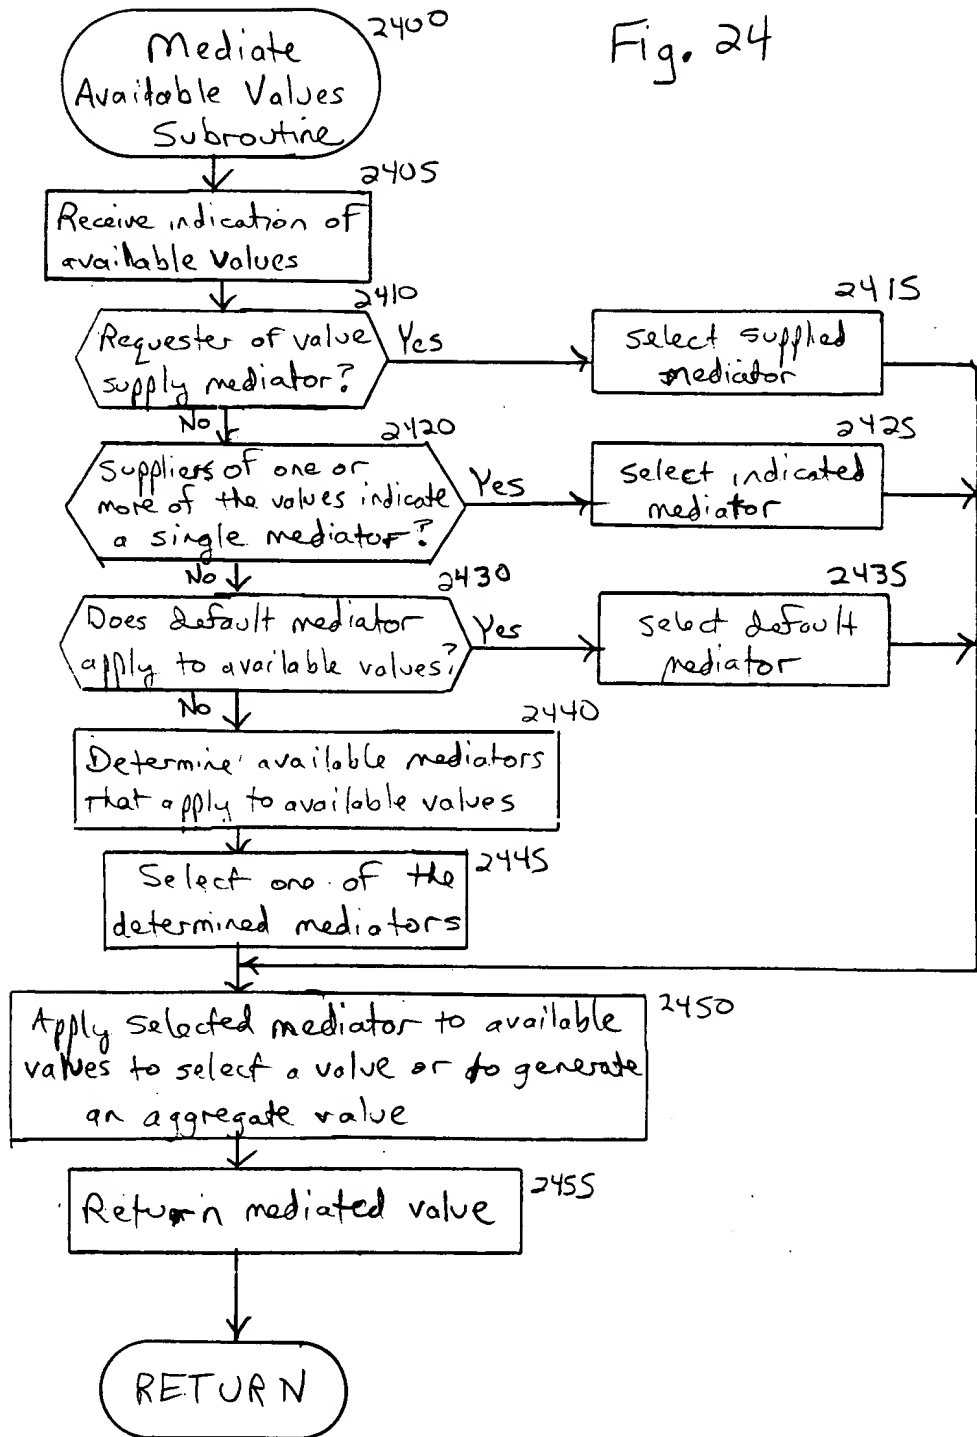 Fig. 24
2400
Mediate
Available Values
Subroutine
2405
Receive indication of
available values
2410
Requester of value
supply mediator?
Yes
2415
select supplied
mediator
No
2420
Suppliers of one or
more of the values indicate
a single mediator?
Yes
2425
select indicated
mediator
No
2430
Does default mediator
apply to available values?
Yes
2435
select default
mediator
No
2440
Determine available mediators
that apply to available values
2445
Select one of the
determined mediators
2450
Apply selected mediator to available
values to select a value or to generate
an aggregate value
2455
Return mediated value
RETURN